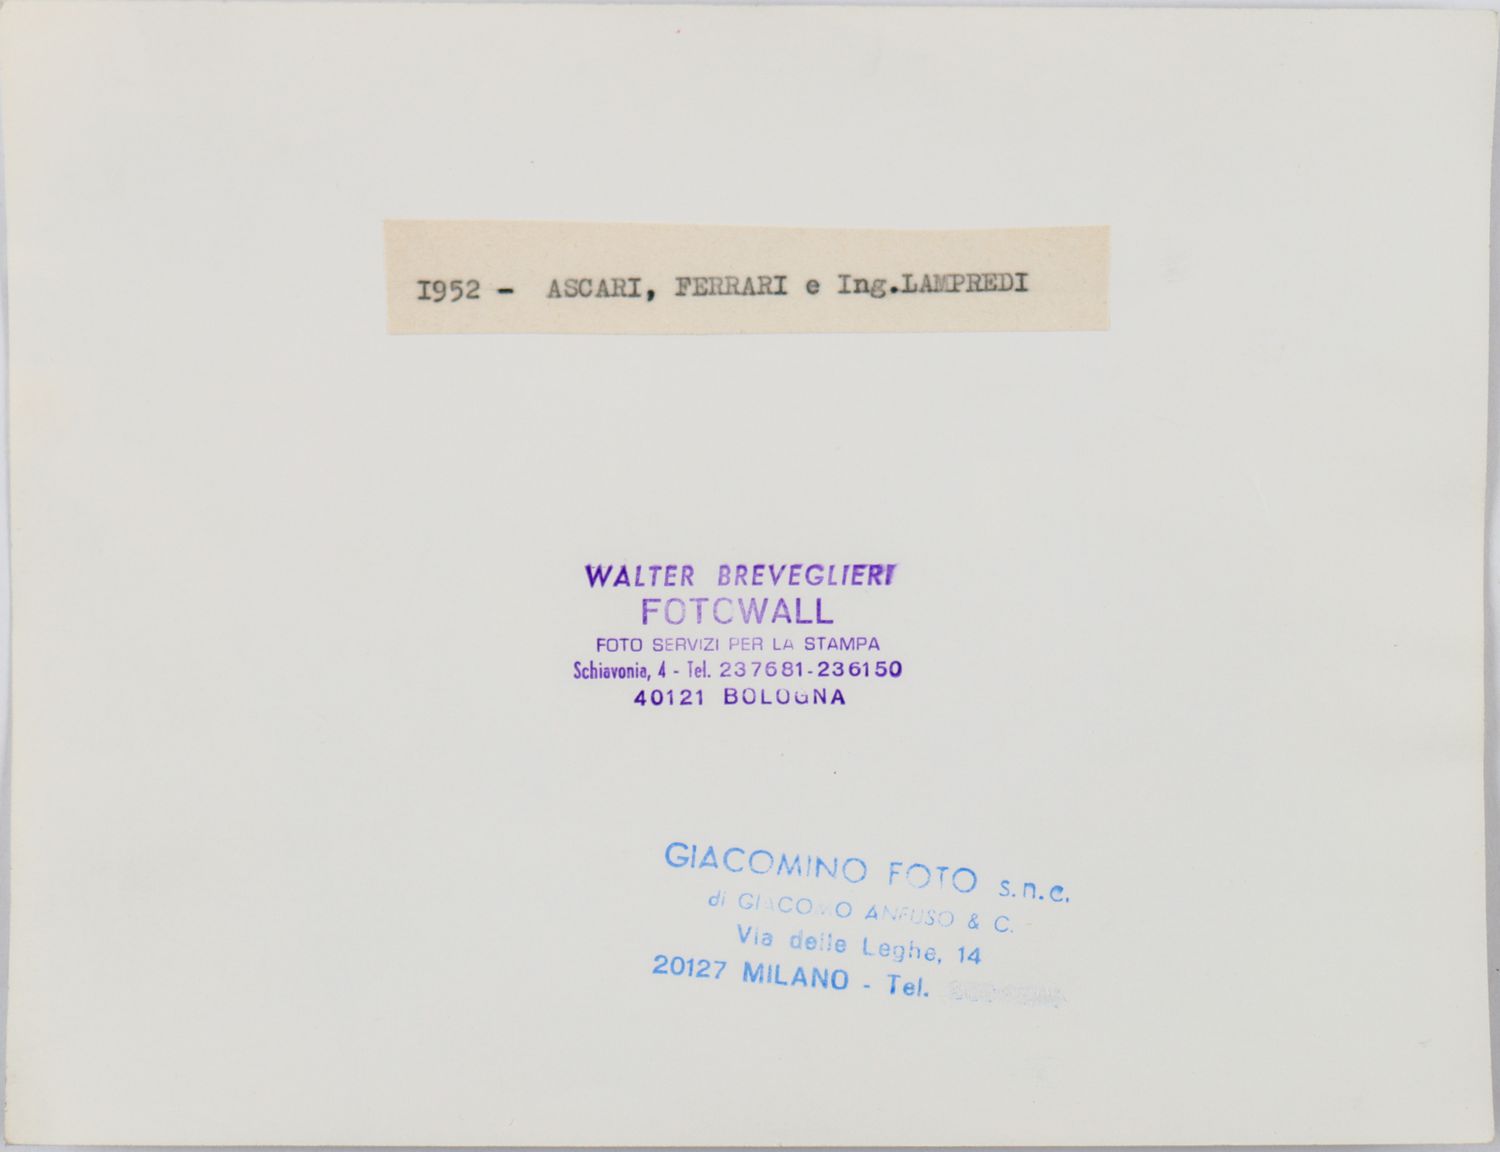 I952 - ASCARI, FERRARI e Ing.LAMPREDI
WALTER BREVEGLIERI
FOTOWALL
FOTO SERVIZI PER LA STAMPA
Schiavonia, 4 - Tel. 237681-236150
40121 BOLOGNA
GIACOMINO FOTO s.n.c.
di GIACOMO ANFUSO & C.
Via delle Leghe, 14
20127 MILANO - Tel.